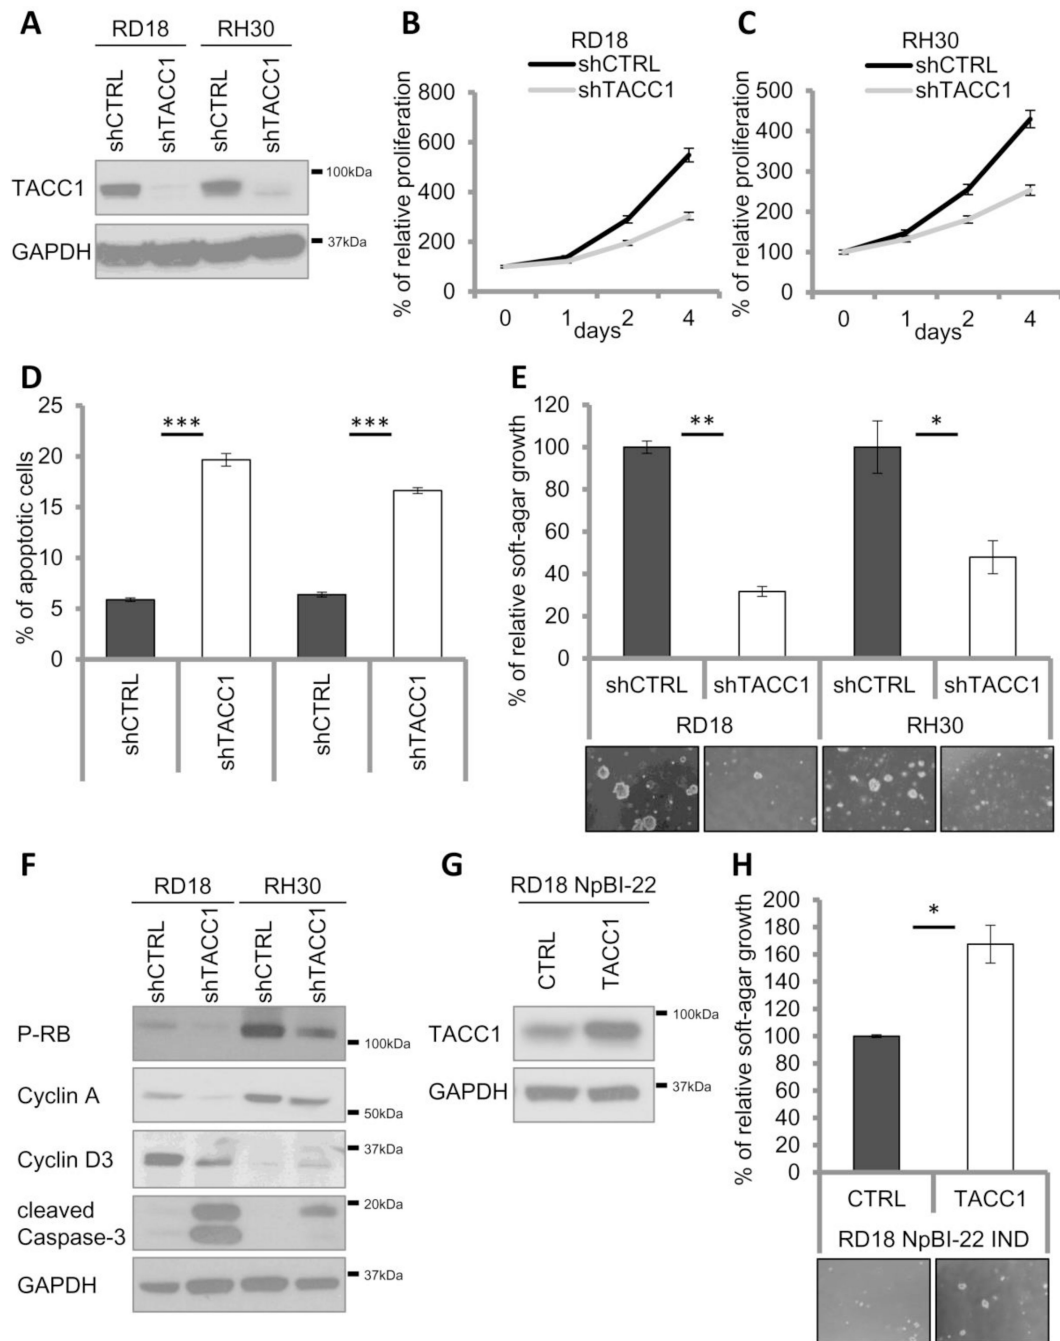 A
RD18 RH30
shCTRL shTACC1 shCTRL shTACC1
TACC1 100kDa
GAPDH 37kDa
B
RD18
shCTRL
shTACC1
% of relative proliferation
800
600
400
200
0
0 1 2 4
days
C
RH30
shCTRL
shTACC1
% of relative proliferation
500
400
300
200
100
0
0 1 2 4
days
D
% of apoptotic cells
25
20
15
10
5
0
*** ***
shCTRL shTACC1 shCTRL shTACC1
E
% of relative soft-agar growth
120
100
80
60
40
20
0
** *
shCTRL shTACC1 shCTRL shTACC1
RD18 RH30
F
RD18 RH30
shCTRL shTACC1 shCTRL shTACC1
P-RB 100kDa
Cyclin A 50kDa
Cyclin D3 37kDa
cleaved 20kDa
Caspase-3
GAPDH 37kDa
G
RD18 NpBI-22
CTRL TACC1
TACC1 100kDa
GAPDH 37kDa
H
% of relative soft-agar growth
200
180
160
140
120
100
80
60
40
20
0
*
CTRL TACC1
RD18 NpBI-22 IND